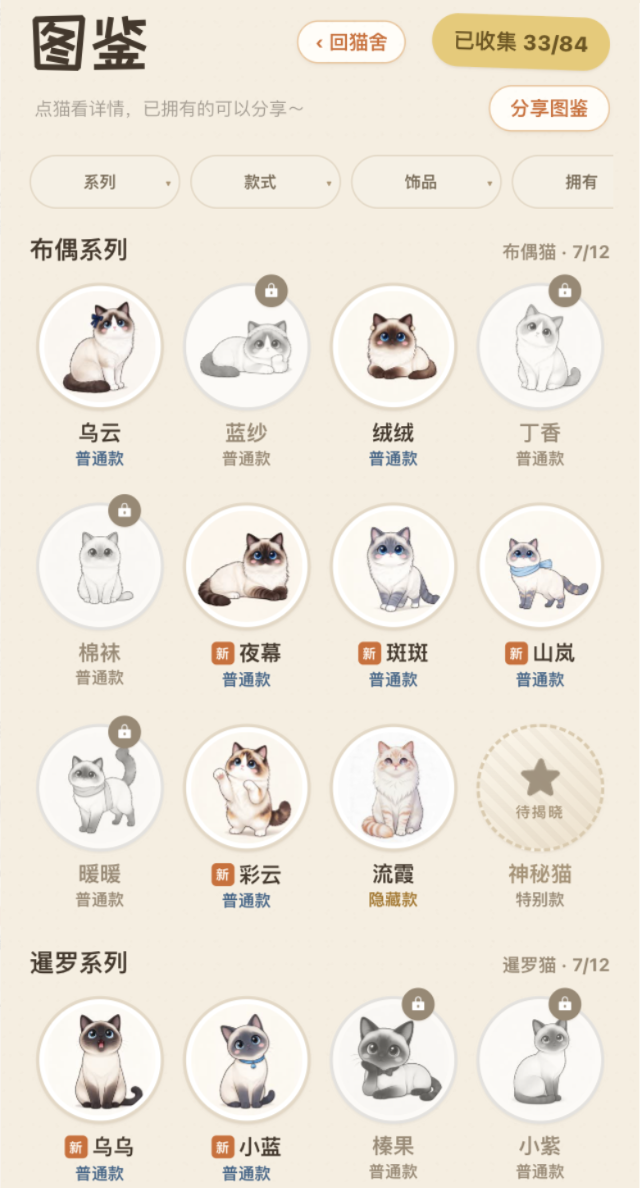 图鉴
‹ 回猫舍
已收集 33/84
点猫看详情，已拥有的可以分享～
分享图鉴
系列 款式 饰品 拥有
布偶系列
布偶猫 · 7/12
乌云 蓝纱 绒绒 丁香
普通款 普通款 普通款 普通款
棉袜 新 夜幕 新 斑斑 新 山岚
普通款 普通款 普通款 普通款
待揭晓
暖暖 新 彩云 流霞 神秘猫
普通款 普通款 隐藏款 特别款
暹罗系列
暹罗猫 · 7/12
新 乌乌 新 小蓝 榛果 小紫
普通款 普通款 普通款 普通款